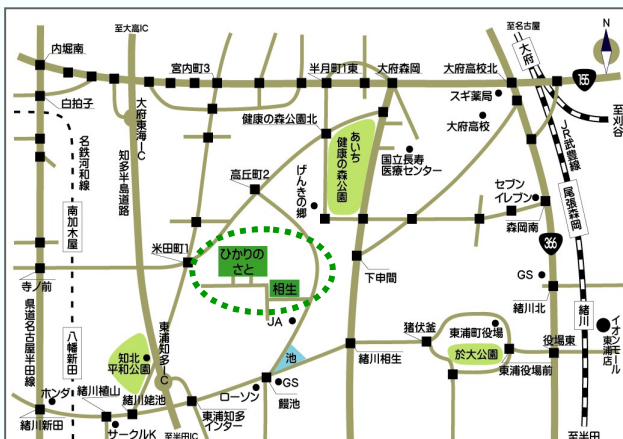 至大高IC
至名古屋
N
内堀南
宮内町3
半月町1東
大府森岡
大府高校北
大府
155
白拍子
スギ薬局
至刈谷
大府東海IC
知多半島道路
健康の森公園北
あいち
健康の森公園
大府高校
JR武豊線
名鉄河和線
国立長寿
医療センター
高丘町2
げんきの郷
セブン
イレブン
尾張森岡
南加木屋
森岡南
米田町1
ひかりの
さと
366
下申間
GS
寺ノ前
相生
緒川北
県道名古屋半田線
JA
猪伏釜
東浦町役場
緒川
イオンモール
東浦店
八幡新田
東浦知多IC
池
役場東
知北
平和公園
緒川相生
於大公園
東浦役場前
ホンダ
緒川植山
緒川姥池
ローソン
GS
饅池
緒川新田
サークルK
東浦知多
インター
至半田IC
至半田